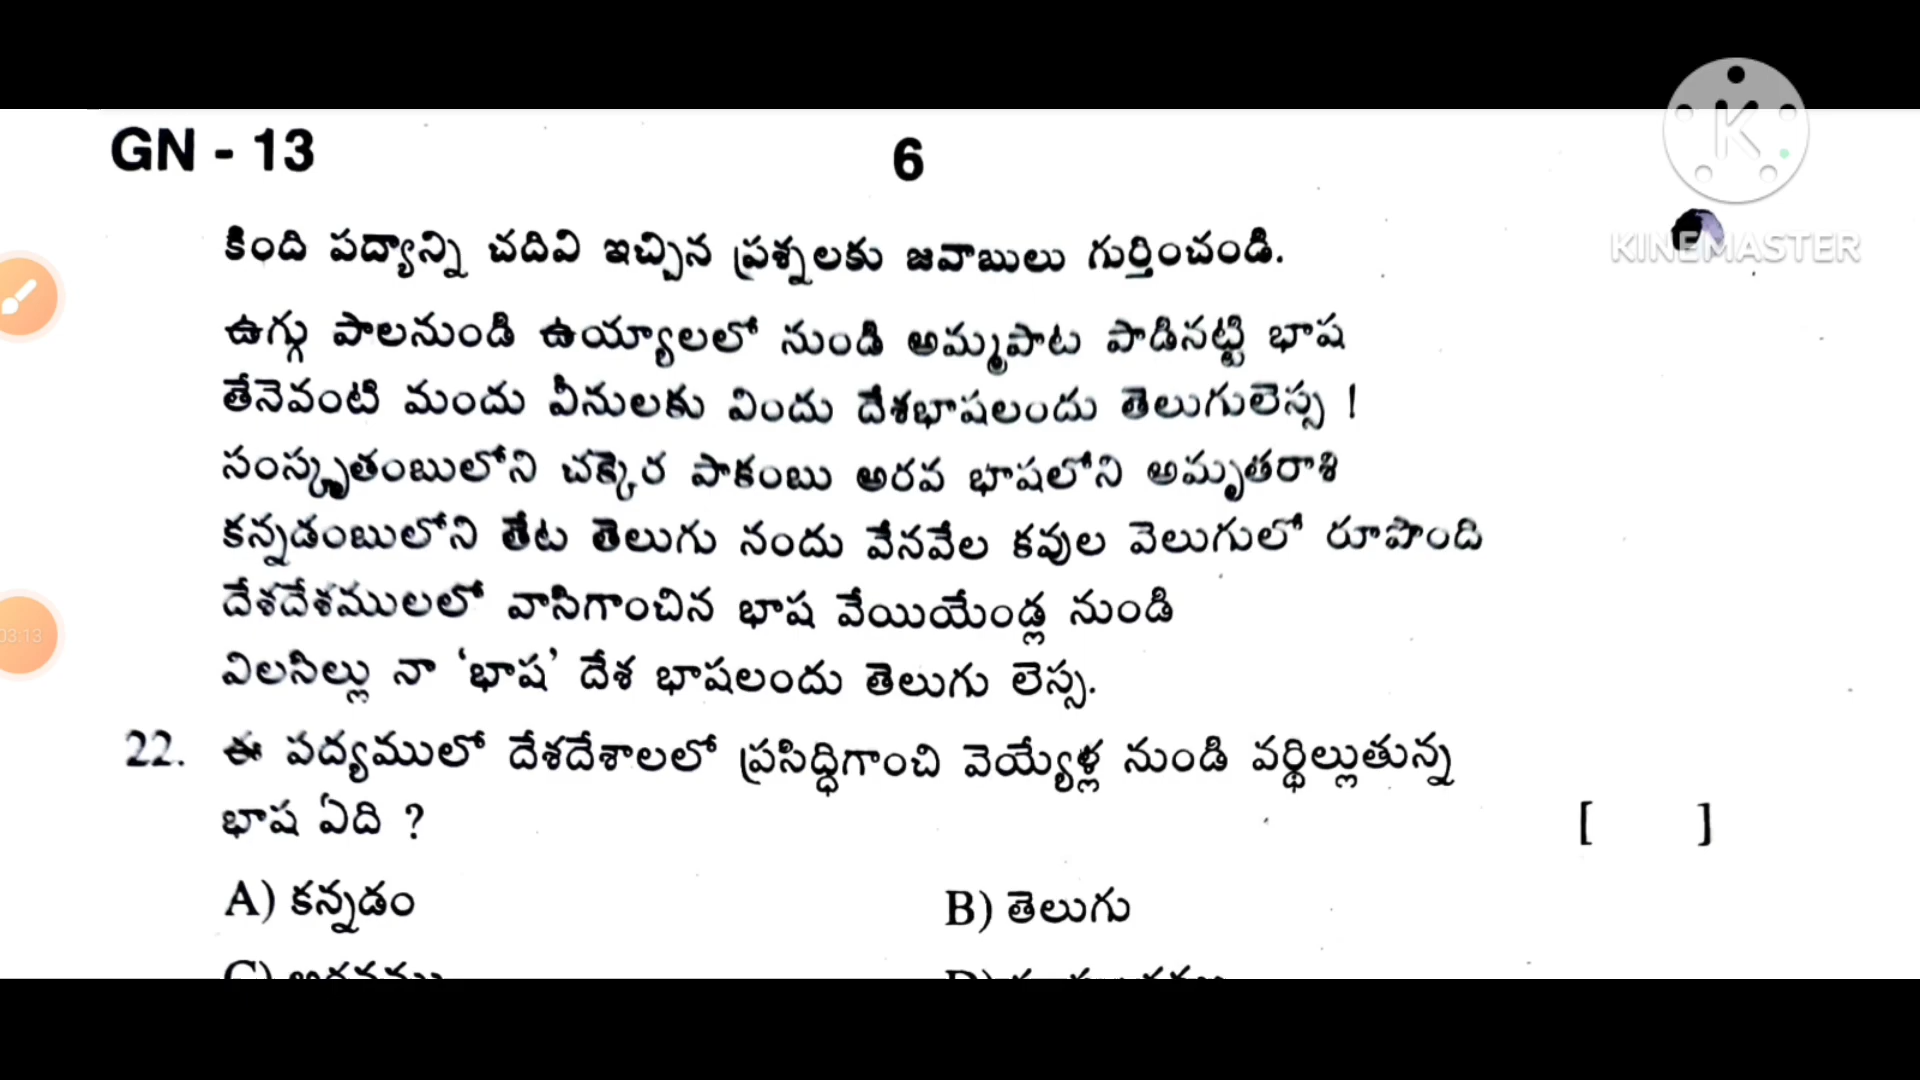 GN - 13
6
KINEMASTER
కింది పద్యాన్ని చదివి ఇచ్చిన ప్రశ్నలకు జవాబులు గుర్తించండి.
ఉగ్గు పాలనుండి ఉయ్యాలలో నుండి అమ్మపాట పాడినట్టి భాష
తేనెవంటి మందు వీనులకు విందు దేశభాషలందు తెలుగులెస్స !
సంస్కృతంబులోని చక్కెర పాకంబు అరవ భాషలోని అమృతరాశి
కన్నడంబులోని తేట తెలుగు నందు వేనవేల కవుల వెలుగులో రూపొంది
దేశదేశములలో వాసిగాంచిన భాష వేయియేండ్ల నుండి
విలసిల్లు నా ‘భాష’ దేశ భాషలందు తెలుగు లెస్స.
22. ఈ పద్యములో దేశదేశాలలో ప్రసిద్ధిగాంచి వెయ్యేళ్ల నుండి వర్థిల్లుతున్న
భాష ఏది ? [ ]
A) కన్నడం B) తెలుగు
03:13